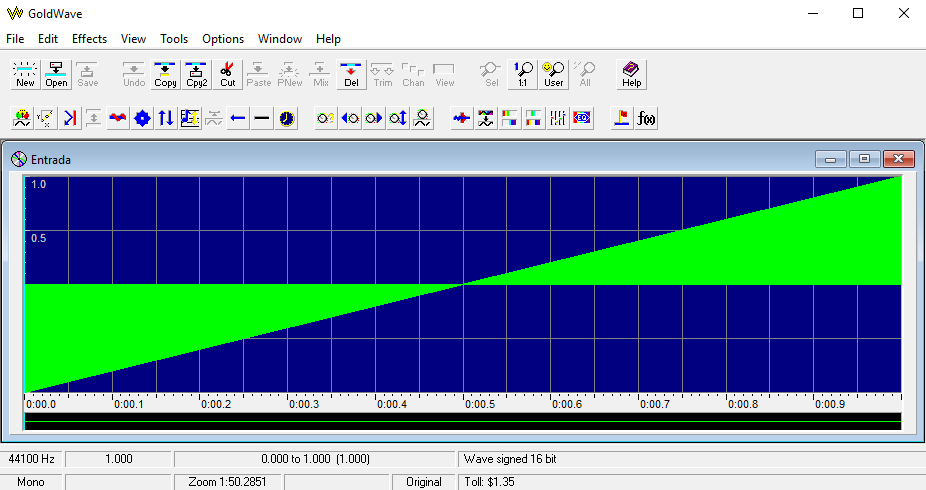 GoldWave
File Edit Effects View Tools Options Window Help
New Open Save Undo Copy Cpy2 Cut Paste PNew Mix Del Trim Chan View Sel 1:1 User All Help
Entrada
1.0
0.5
0:00.0 0:00.1 0:00.2 0:00.3 0:00.4 0:00.5 0:00.6 0:00.7 0:00.8 0:00.9
44100 Hz 1.000 0.000 to 1.000 (1.000) Wave signed 16 bit
Mono Zoom 1:50.2851 Original Toll: $1.35